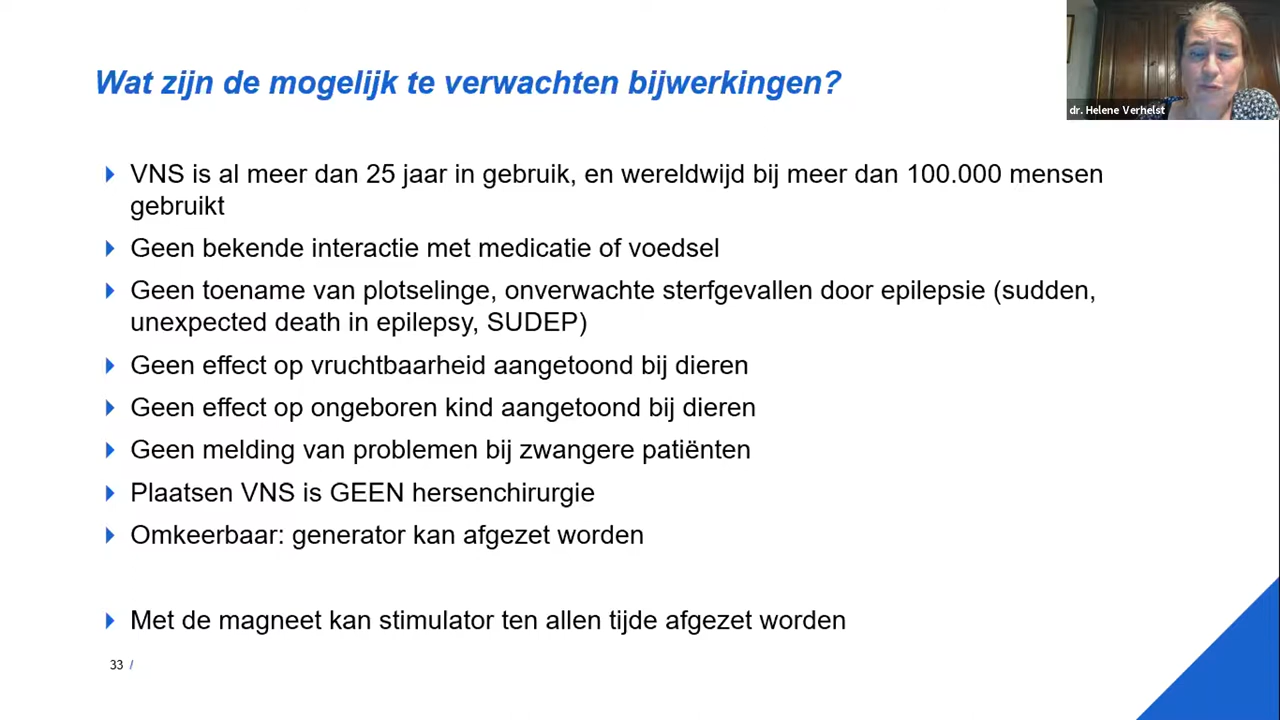 Wat zijn de mogelijk te verwachten bijwerkingen?
dr. Helene Verhelst
VNS is al meer dan 25 jaar in gebruik, en wereldwijd bij meer dan 100.000 mensen
gebruikt
Geen bekende interactie met medicatie of voedsel
Geen toename van plotselinge, onverwachte sterfgevallen door epilepsie (sudden,
unexpected death in epilepsy, SUDEP)
Geen effect op vruchtbaarheid aangetoond bij dieren
Geen effect op ongeboren kind aangetoond bij dieren
Geen melding van problemen bij zwangere patiënten
Plaatsen VNS is GEEN hersenchirurgie
Omkeerbaar: generator kan afgezet worden
Met de magneet kan stimulator ten allen tijde afgezet worden
33 /